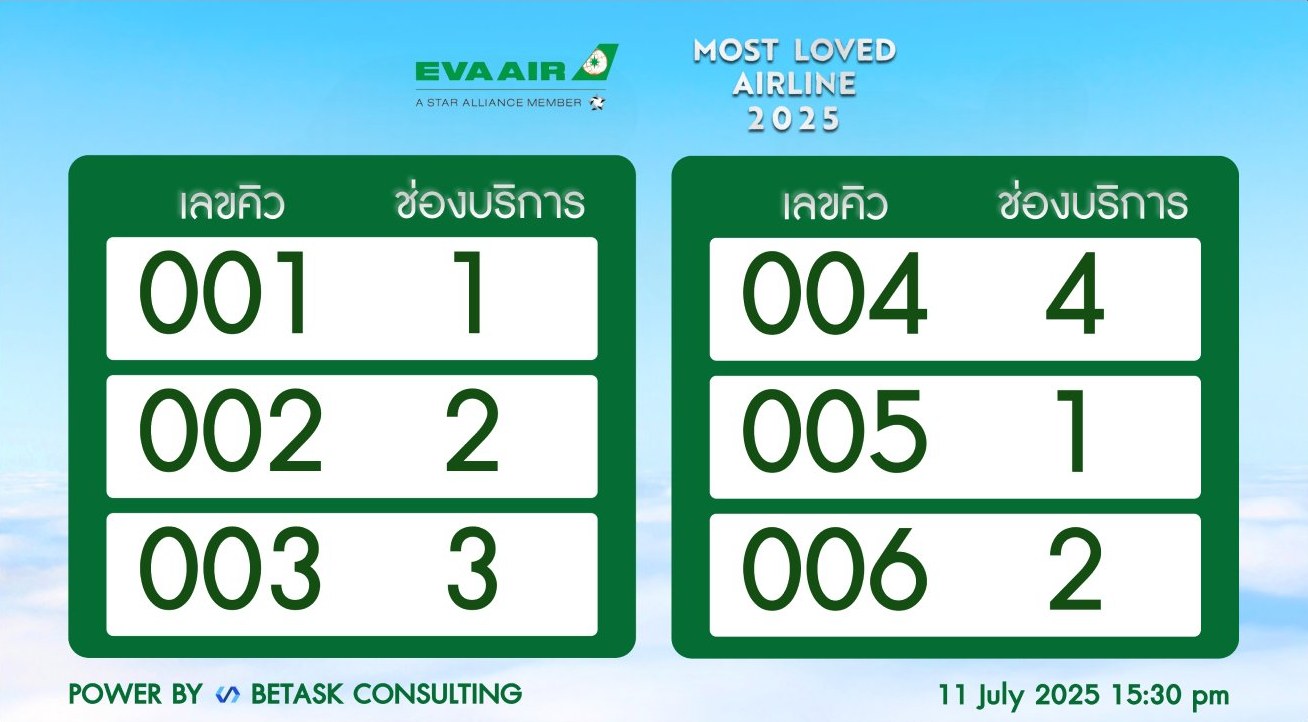 EVA AIR
A STAR ALLIANCE MEMBER
MOST LOVED
AIRLINE
2025
เลขคิว ช่องบริการ
001 1
002 2
003 3
เลขคิว ช่องบริการ
004 4
005 1
006 2
POWER BY BETASK CONSULTING
11 July 2025 15:30 pm